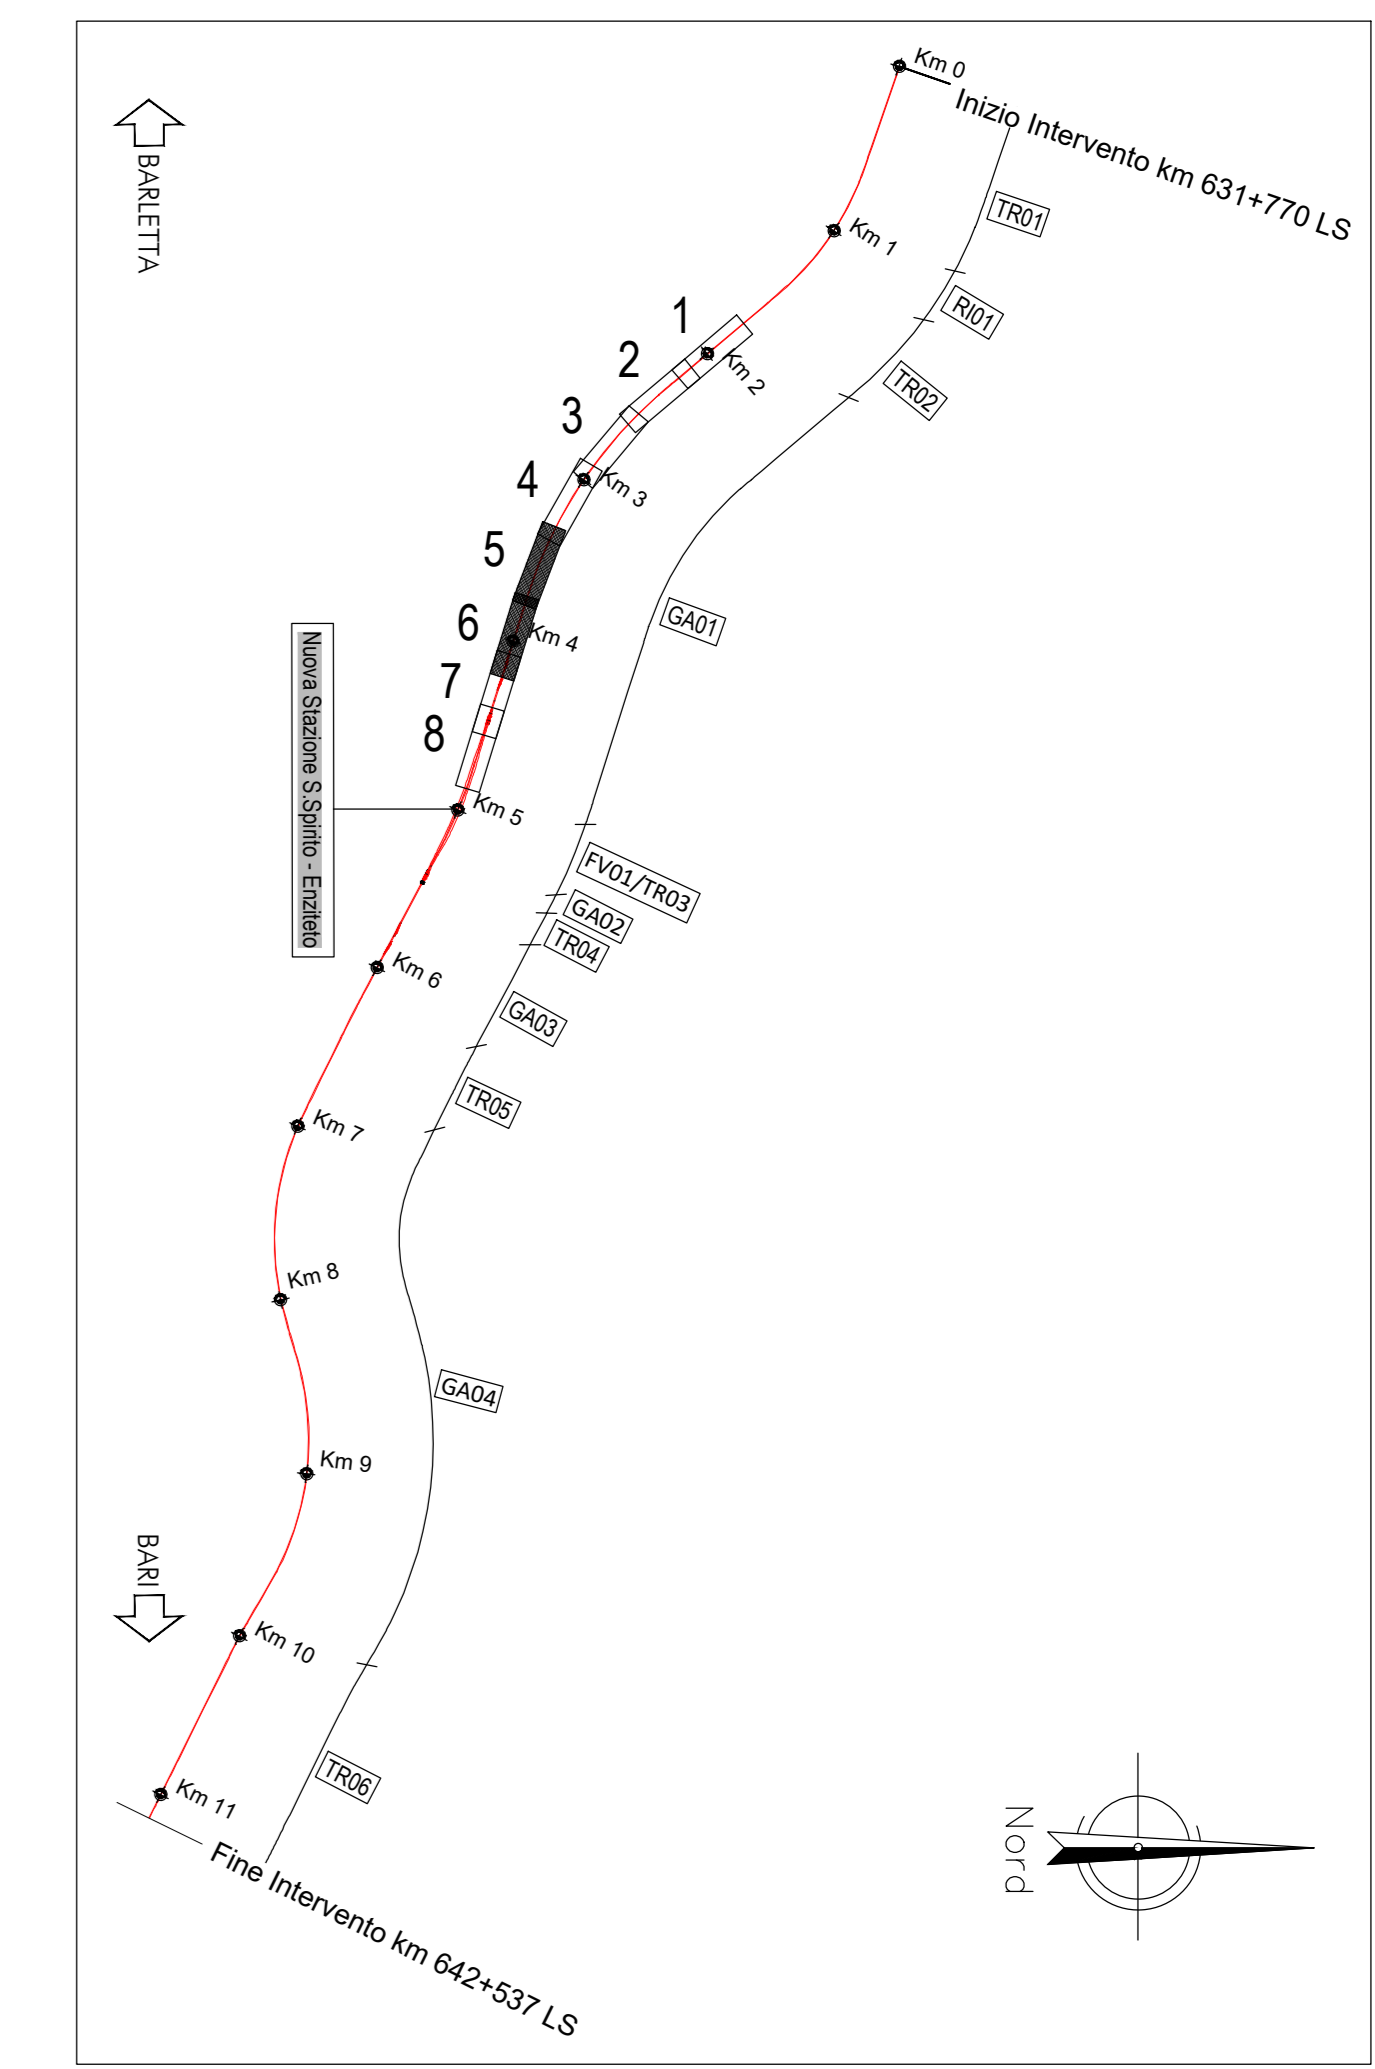 Km 0
Inizio Intervento km 631+770 LS
BARLETTA
TR01
Km 1
RI01
1
Km 2
2
TR02
3
Km 3
4
5
GA01
6
Km 4
7
8
Nuova Stazione S.Spirito - Enziteto
Km 5
FV01/TR03
GA02
TR04
Km 6
GA03
TR05
Km 7
Km 8
GA04
Km 9
BARI
Km 10
TR06
Km 11
Fine Intervento km 642+537 LS
Nord